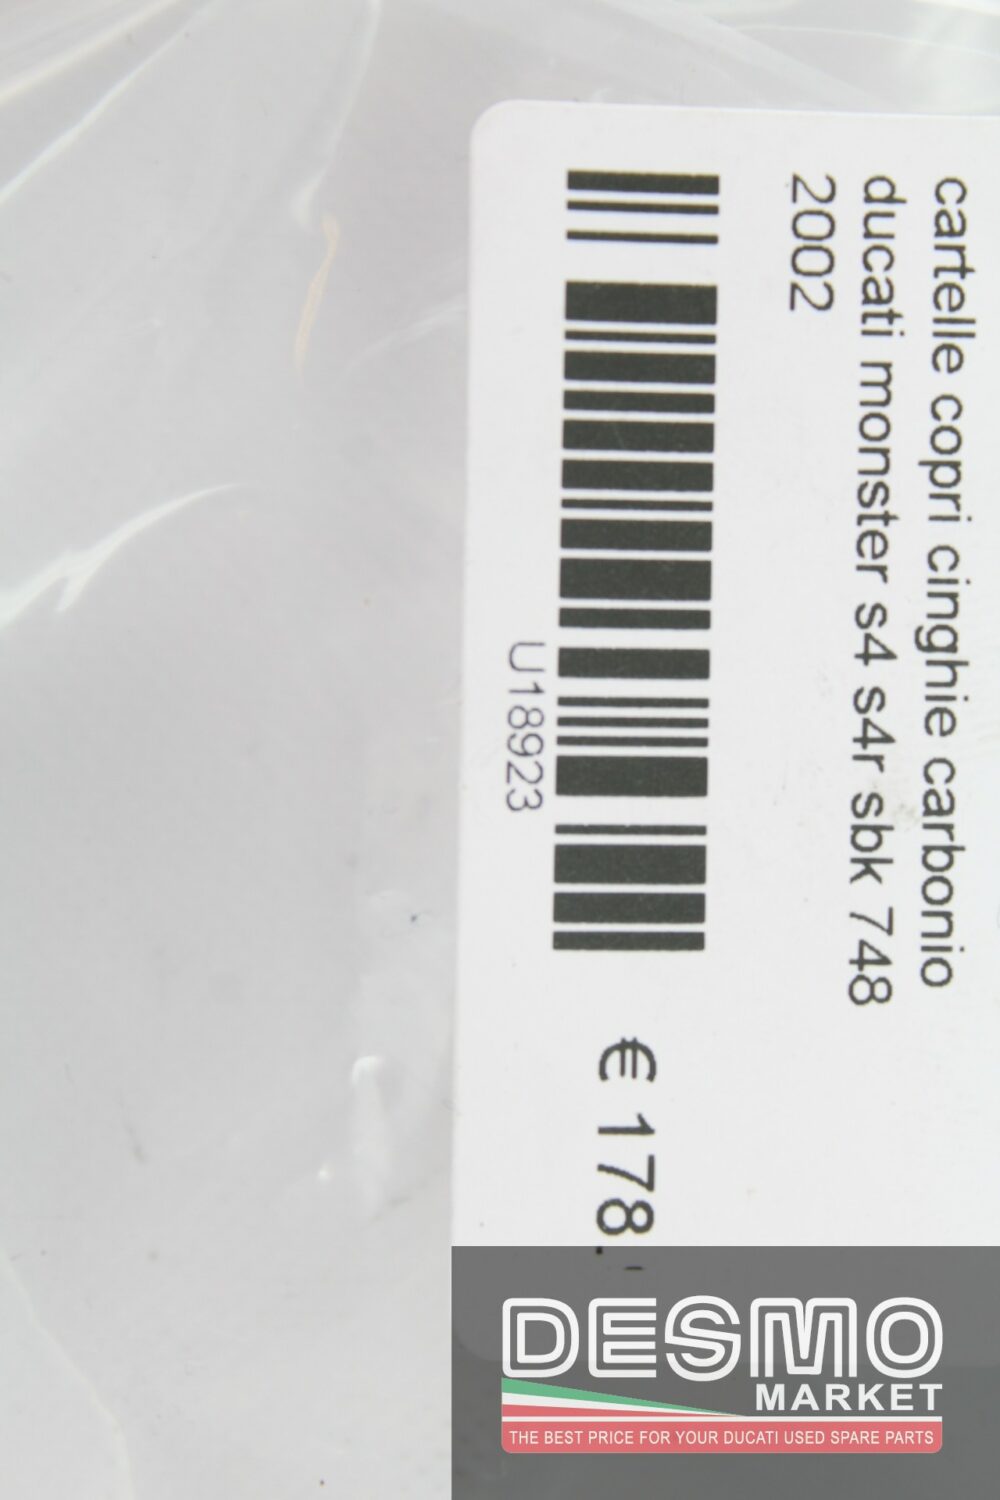 cartelle copri cinghie carbonio
ducati monster s4 s4r sbk 748
2002
U18923
€ 178
DESMO
MARKET
THE BEST PRICE FOR YOUR DUCATI USED SPARE PARTS